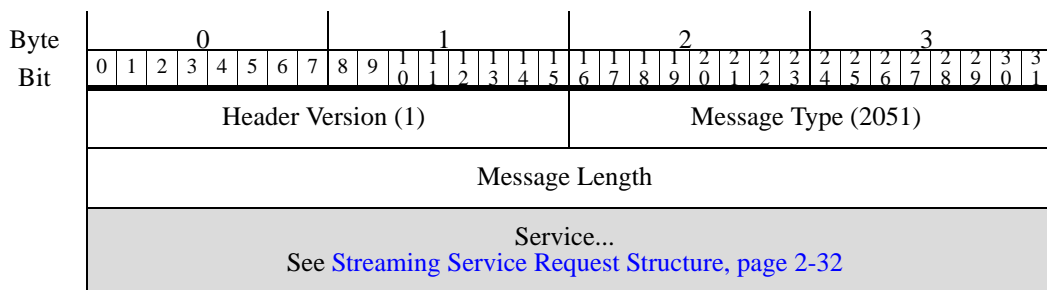 Byte 0 1 2 3
Bit 0 1 2 3 4 5 6 7 8 9 10 11 12 13 14 15 16 17 18 19 20 21 22 23 24 25 26 27 28 29 30 31
Header Version (1) Message Type (2051)
Message Length
Service...
See Streaming Service Request Structure, page 2-32